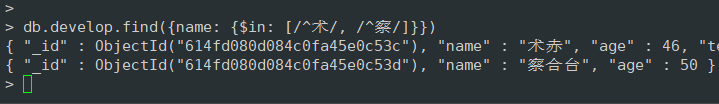 >
> db.develop.find({name: {$in: [/^术/, /^察/]}})
{ "_id" : ObjectId("614fd080d084c0fa45e0c53c"), "name" : "术赤", "age" : 46, "te
{ "_id" : ObjectId("614fd080d084c0fa45e0c53d"), "name" : "察合台", "age" : 50 }
>